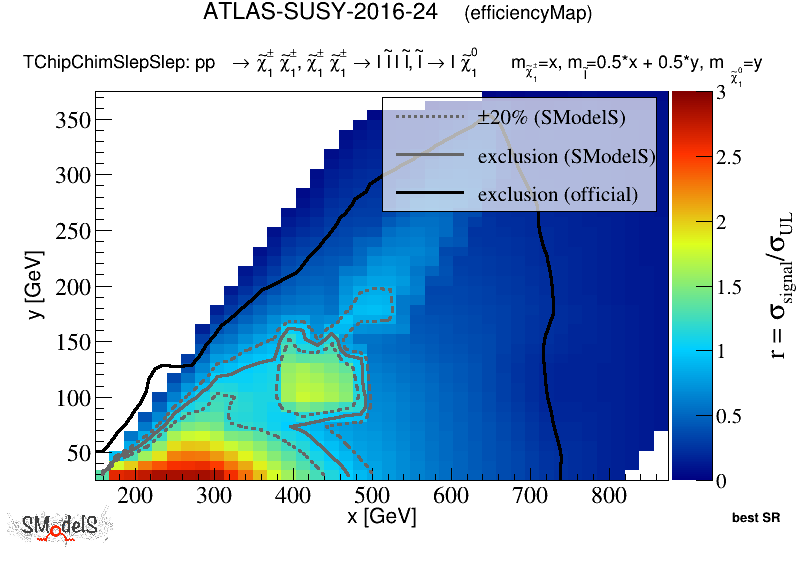 ATLAS-SUSY-2016-24 (efficiencyMap)
TChipChimSlepSlep: pp → χ̃₁± χ̃₁±, χ̃₁± χ̃₁± → l l̃ l l̃, l̃ → l χ̃₁⁰ m_χ̃₁±=x, m_l̃=0.5*x + 0.5*y, m_χ̃₁⁰=y
±20% (SModelS)
exclusion (SModelS)
exclusion (official)
350
300
250
200
150
100
50
y [GeV]
200 300 400 500 600 700 800
x [GeV]
3
2.5
2
1.5
1
0.5
0
r = σ_signal/σ_UL
SModelS
best SR